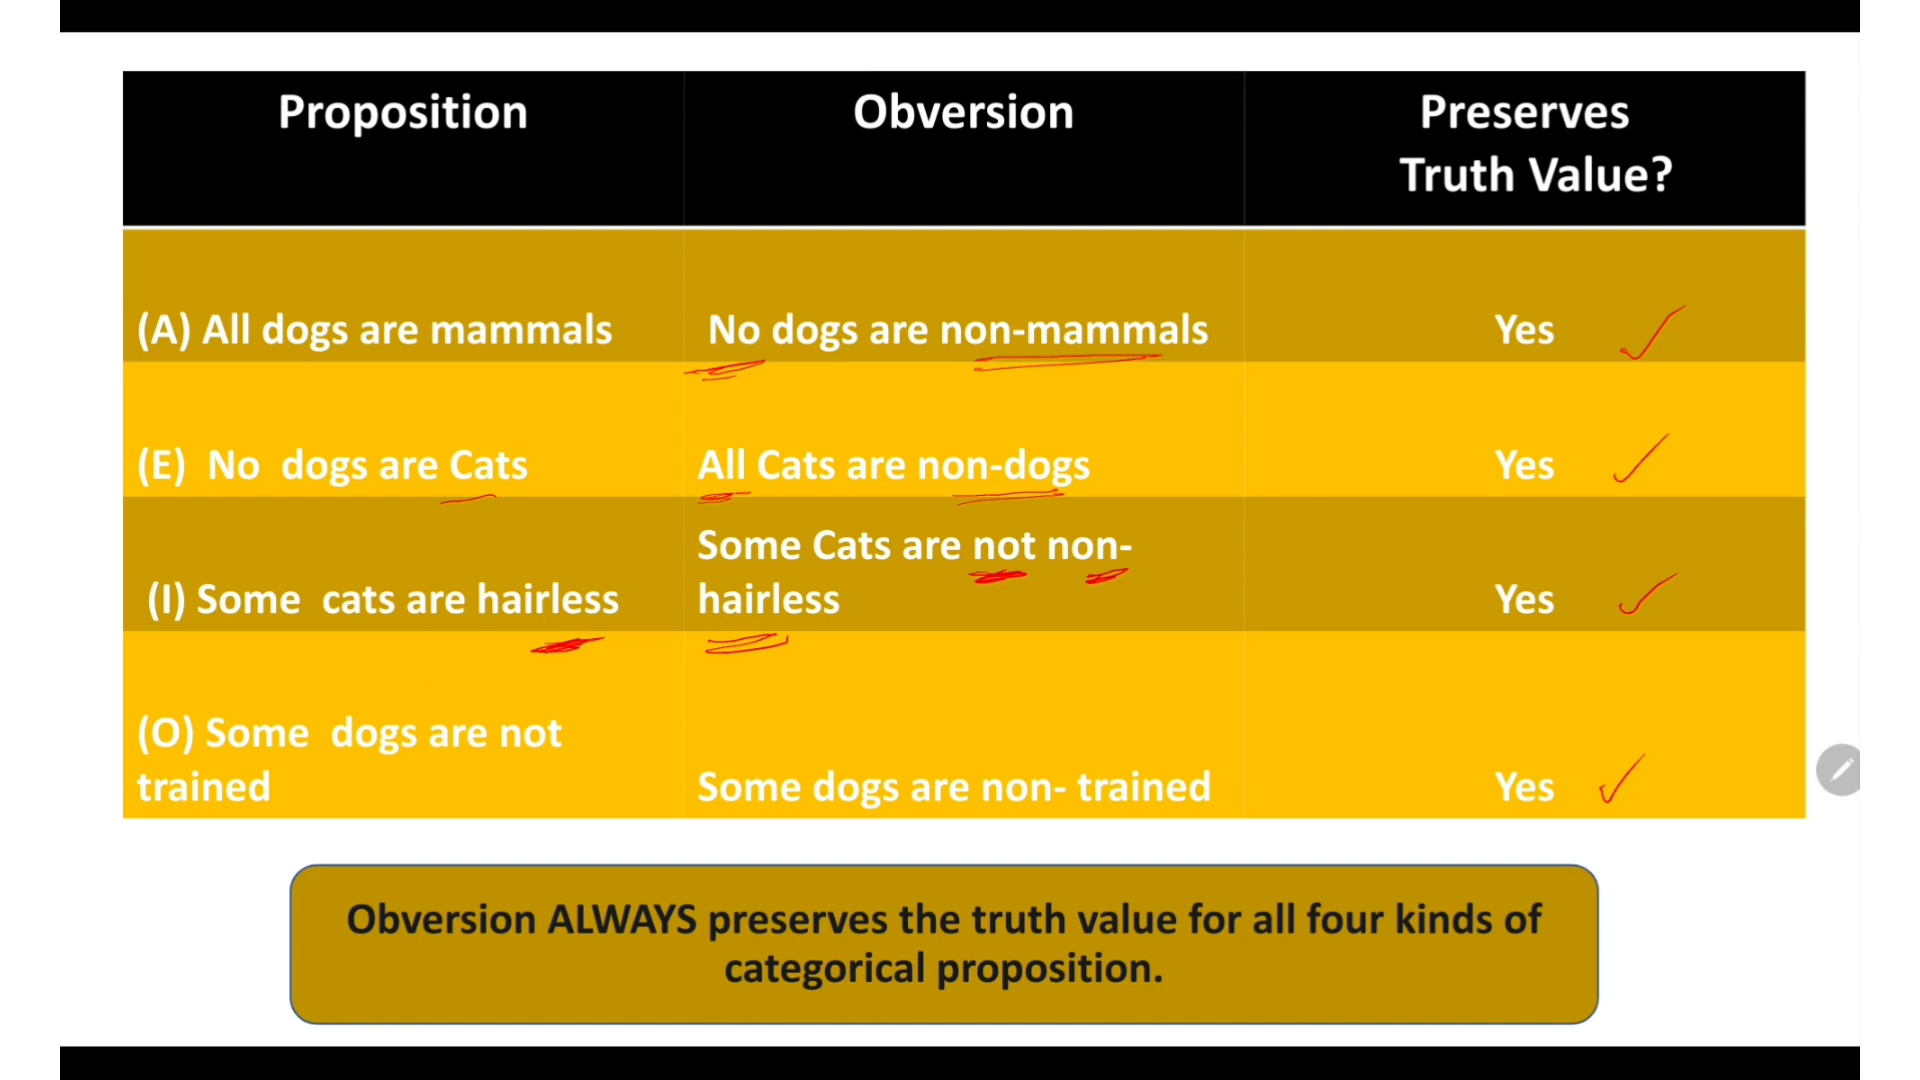 Proposition
Obversion
Preserves
Truth Value?
(A) All dogs are mammals
No dogs are non-mammals
Yes
(E) No dogs are Cats
All Cats are non-dogs
Yes
(I) Some cats are hairless
Some Cats are not non-
hairless
Yes
(O) Some dogs are not
trained
Some dogs are non- trained
Yes
Obversion ALWAYS preserves the truth value for all four kinds of
categorical proposition.